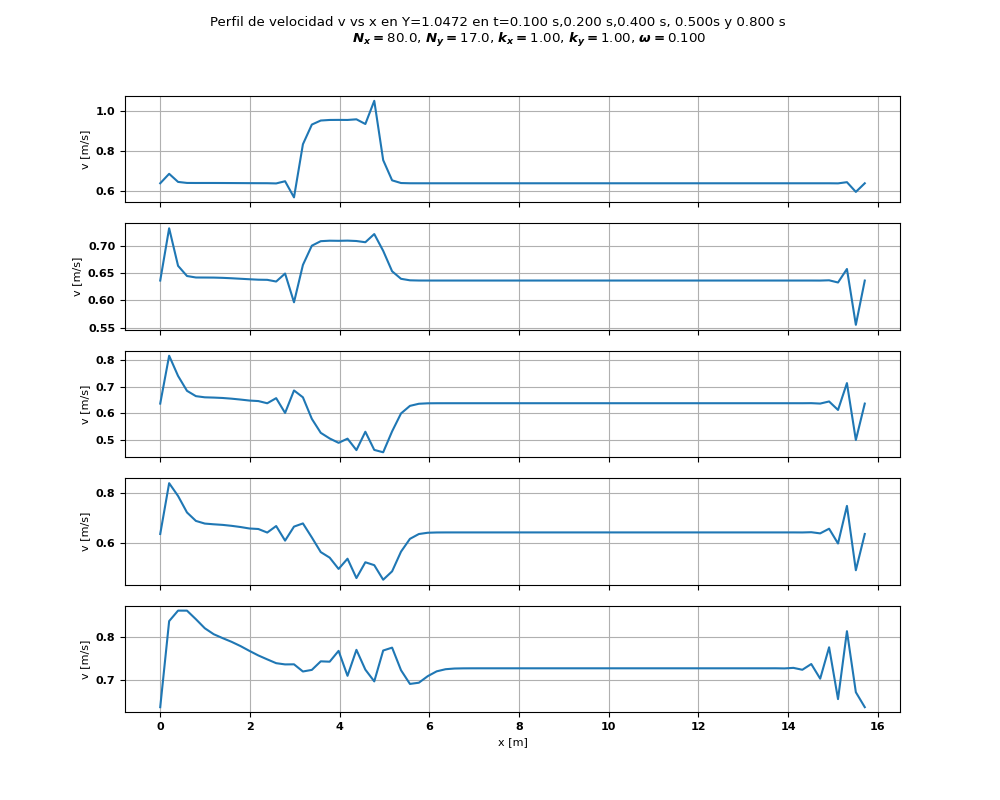 Perfil de velocidad v vs x en Y=1.0472 en t=0.100 s,0.200 s,0.400 s, 0.500s y 0.800 s
N_x = 80.0, N_y = 17.0, k_x = 1.00, k_y = 1.00, ω = 0.100
1.0
0.8
0.6
v [m/s]
0.70
0.65
0.60
0.55
v [m/s]
0.8
0.7
0.6
0.5
v [m/s]
0.8
0.6
v [m/s]
0.8
0.7
v [m/s]
0 2 4 6 8 10 12 14 16
x [m]